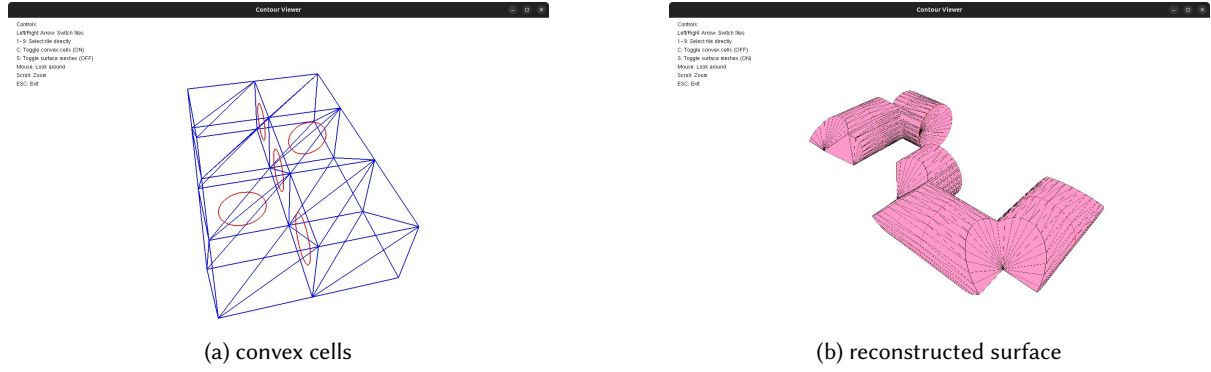 Contour Viewer
Controls:
Left/Right Arrow: Switch files
1-9: Select file directly
C: Toggle convex cells (ON)
S: Toggle surface meshes (OFF)
Mouse: Look around
Scroll: Zoom
ESC: Exit
(a) convex cells
Contour Viewer
Controls:
Left/Right Arrow: Switch files
1-9: Select file directly
C: Toggle convex cells (OFF)
S: Toggle surface meshes (ON)
Mouse: Look around
Scroll: Zoom
ESC: Exit
(b) reconstructed surface